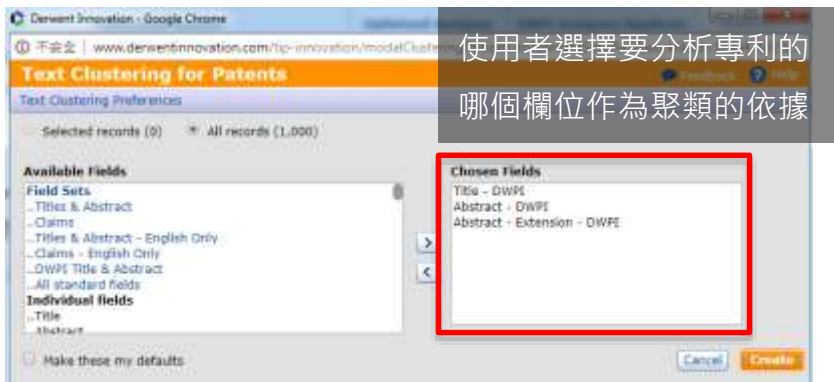 Derwent Innovation - Google Chrome
不安全 | www.derwentinnovation.com/tip-innovation/modalCluster
使用者選擇要分析專利的
哪個欄位作為聚類的依據
Text Clustering for Patents
Feedback Help
Text Clustering Preferences
Selected records (0) All records (1,000)
Available Fields
Field Sets
..Titles & Abstract
..Claims
..Titles & Abstract - English Only
..Claims - English Only
..DWPI Title & Abstract
..All standard fields
Individual fields
..Title
..Abstract
>
<
Chosen Fields
Title - DWPI
Abstract - DWPI
Abstract - Extension - DWPI
Make these my defaults
Cancel Create